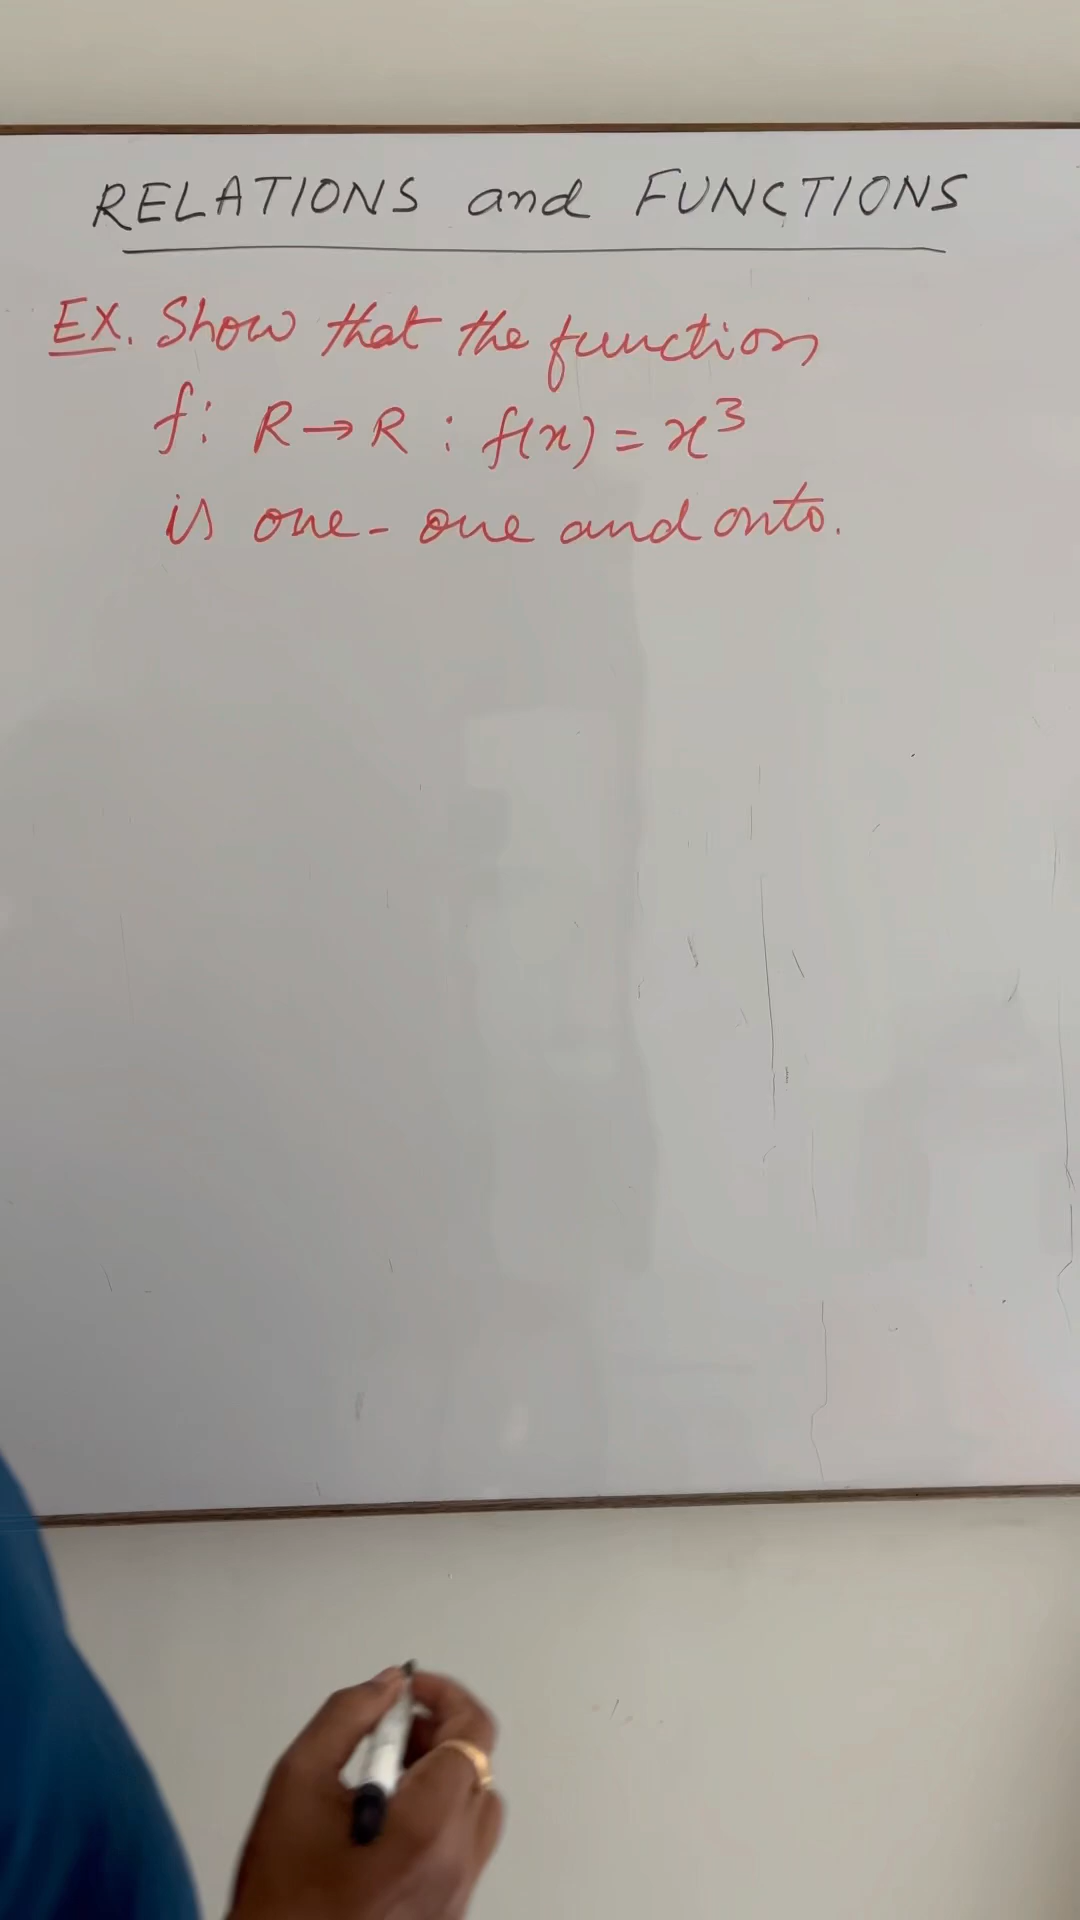 RELATIONS and FUNCTIONS
EX. Show that the function
f: R→R : f(x) = x³
is one-one and onto.